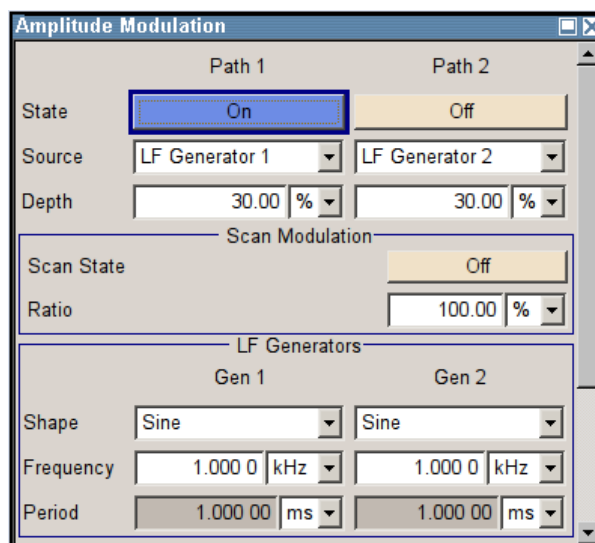 Amplitude Modulation
Path 1 Path 2
State On Off
Source LF Generator 1 LF Generator 2
Depth 30.00 % 30.00 %
Scan Modulation
Scan State Off
Ratio 100.00 %
LF Generators
Gen 1 Gen 2
Shape Sine Sine
Frequency 1.000 0 kHz 1.000 0 kHz
Period 1.000 00 ms 1.000 00 ms